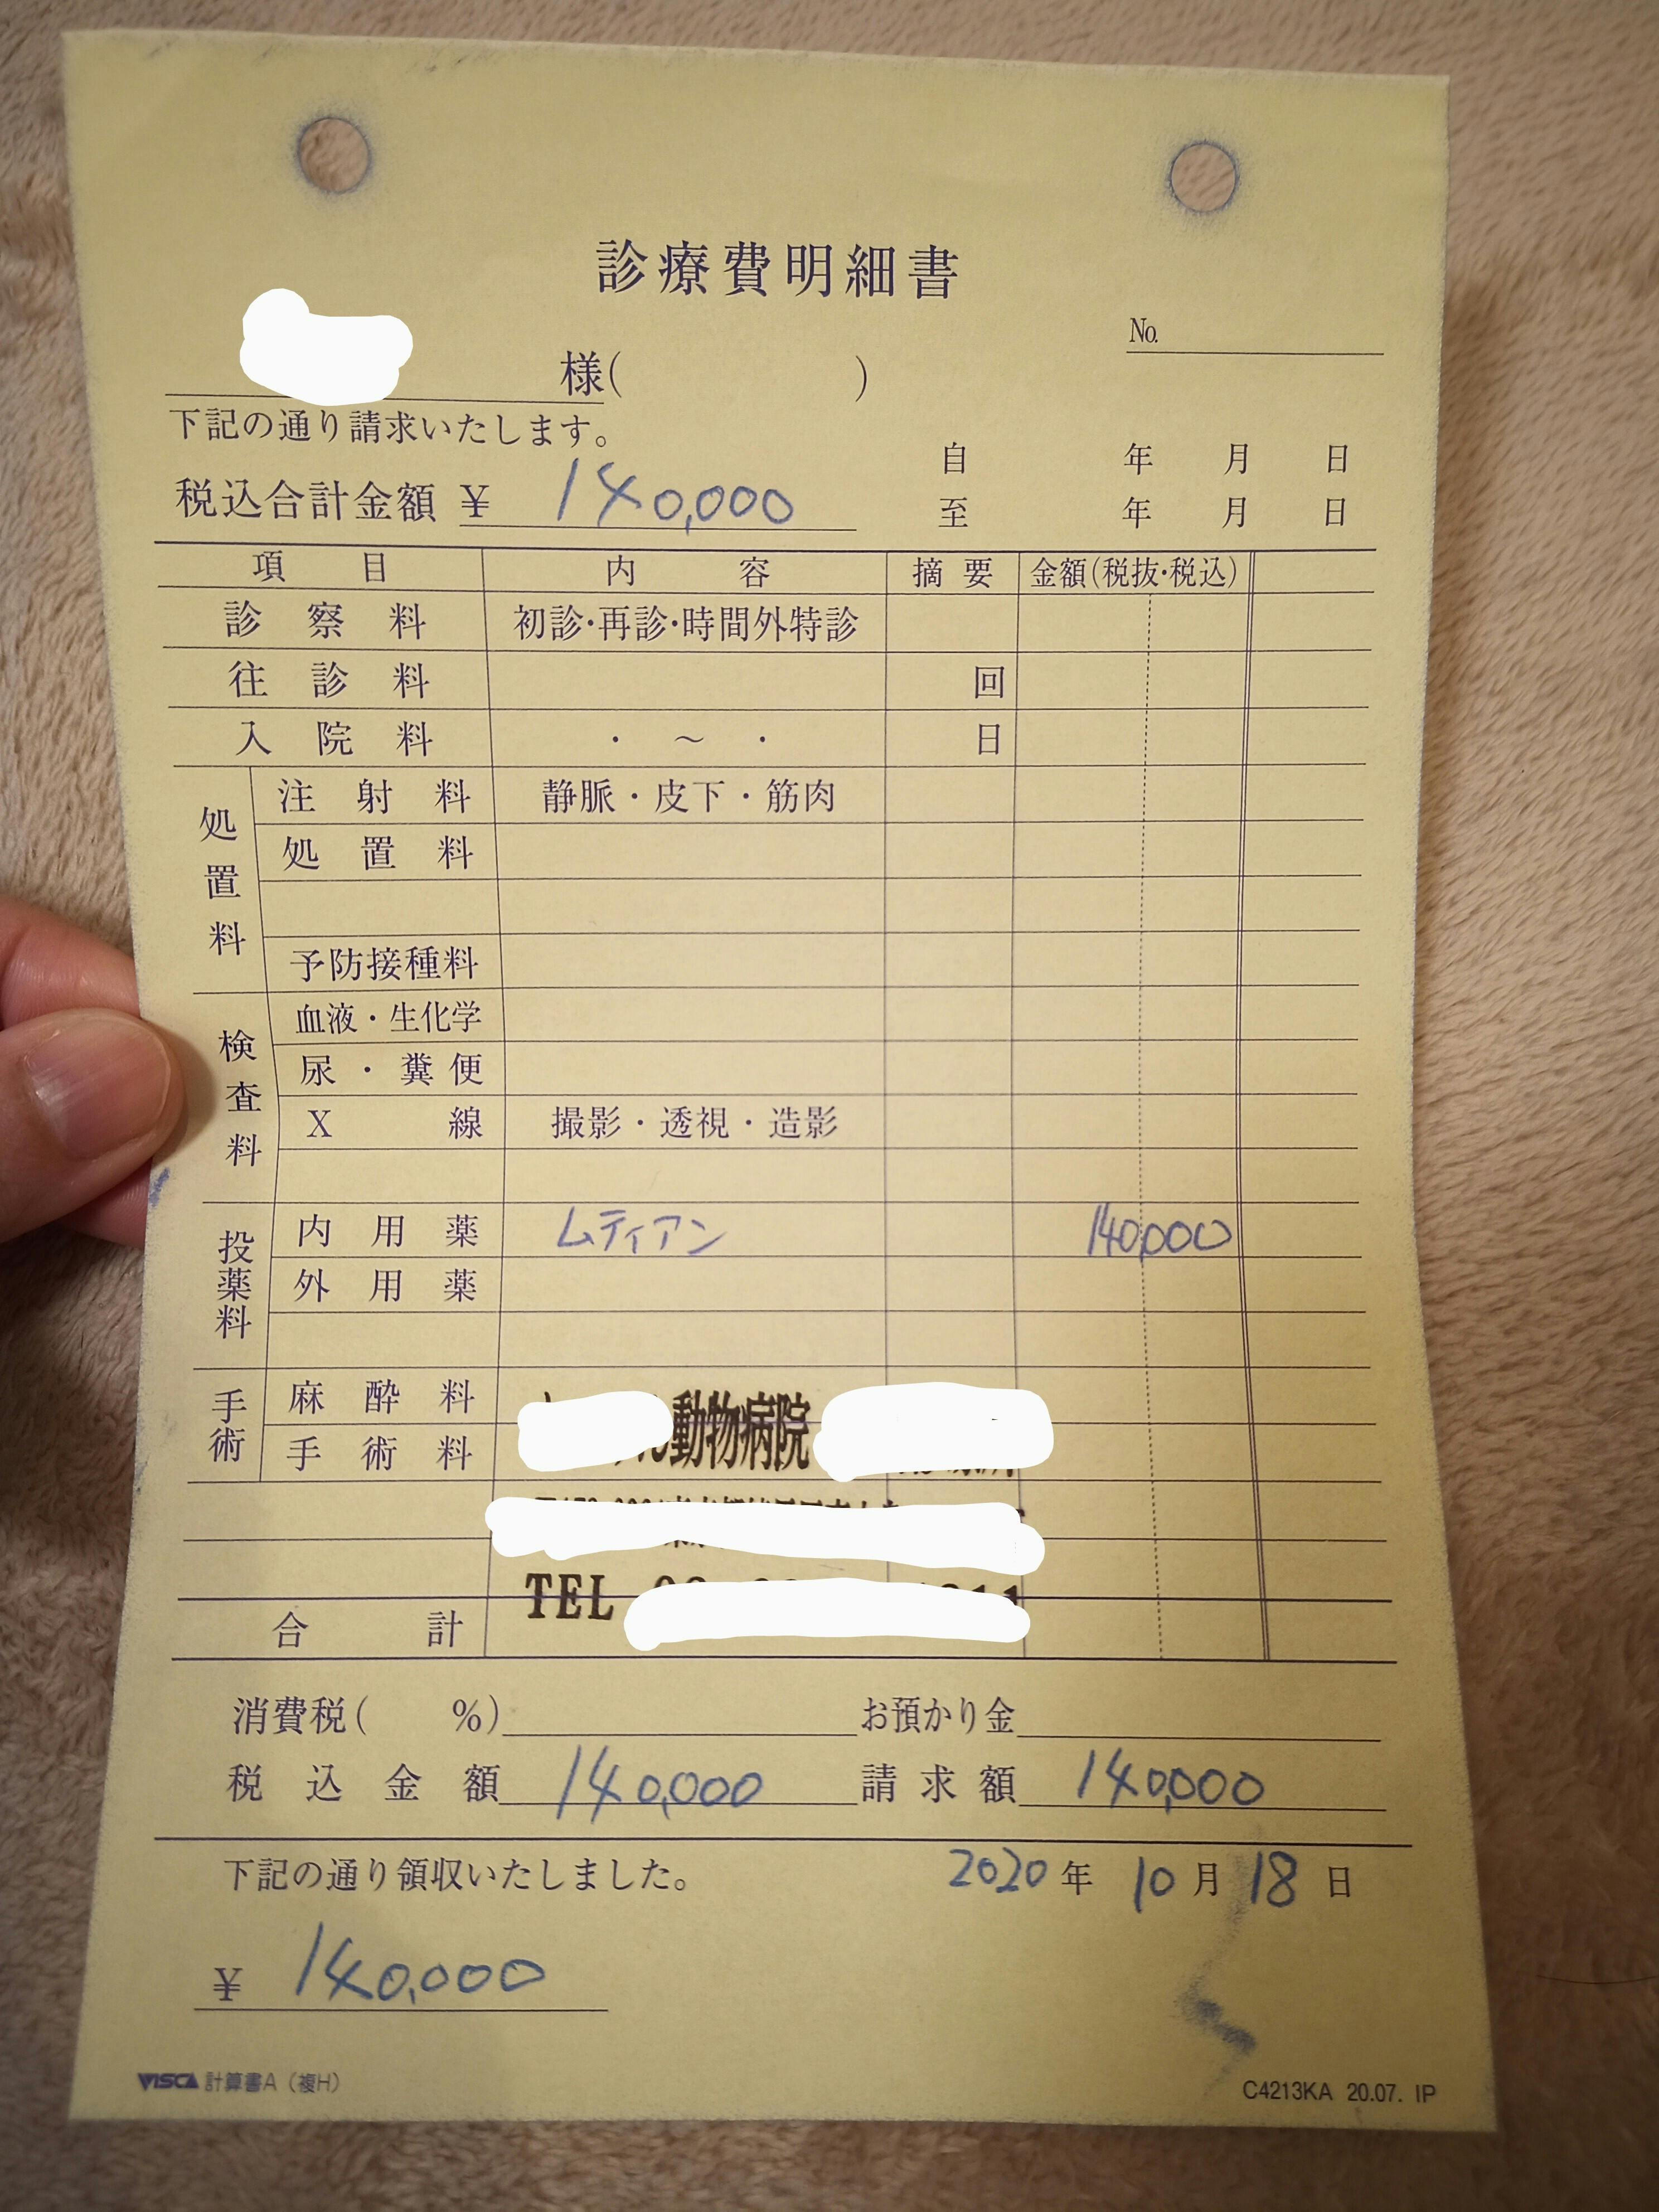 診療費明細書
No.
様( )
下記の通り請求いたします。
自 年 月 日
税込合計金額 ¥ 140,000
至 年 月 日
項目 内容 摘要 金額(税抜・税込)
診察料 初診・再診・時間外特診
往診料 回
入院料 ・ ～ ・ 日
処置料
注射料 静脈・皮下・筋肉
処置料
予防接種料
検査料
血液・生化学
尿・糞便
X線 撮影・透視・造影
投薬料
内用薬 ムティアン 140,000
外用薬
手術
麻酔料
手術料
動物病院
TEL
合計
消費税( %) お預かり金
税込金額 140,000 請求額 140,000
下記の通り領収いたしました。 2020年 10月 18日
¥ 140,000
VISCA 計算書A（複H） C4213KA 20.07. IP